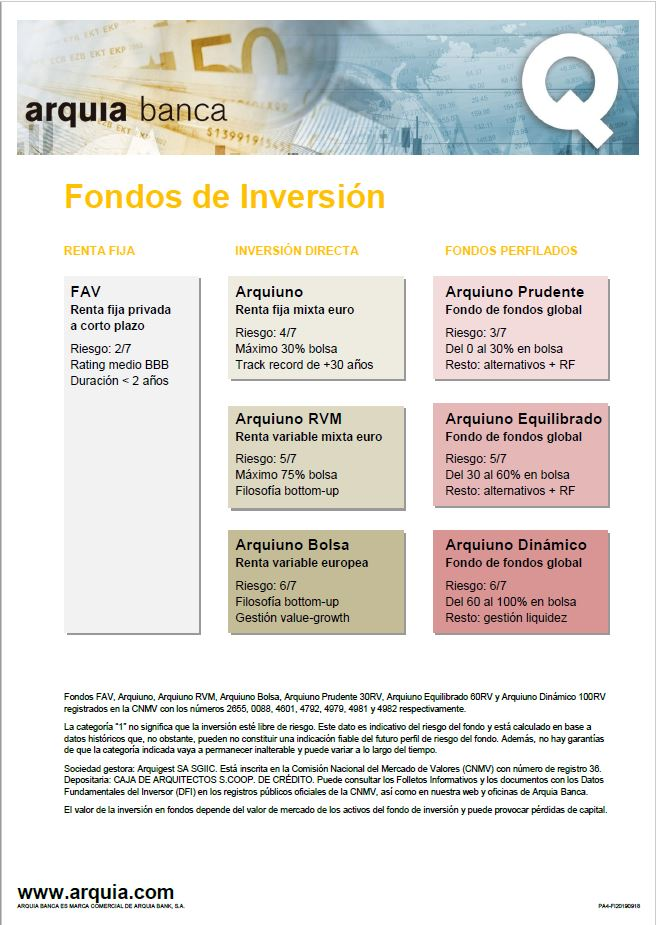 arquia banca
Fondos de Inversión
RENTA FIJA
FAV
Renta fija privada
a corto plazo
Riesgo: 2/7
Rating medio BBB
Duración < 2 años
INVERSIÓN DIRECTA
Arquiuno
Renta fija mixta euro
Riesgo: 4/7
Máximo 30% bolsa
Track record de +30 años
Arquiuno RVM
Renta variable mixta euro
Riesgo: 5/7
Máximo 75% bolsa
Filosofía bottom-up
Arquiuno Bolsa
Renta variable europea
Riesgo: 6/7
Filosofía bottom-up
Gestión value-growth
FONDOS PERFILADOS
Arquiuno Prudente
Fondo de fondos global
Riesgo: 3/7
Del 0 al 30% en bolsa
Resto: alternativos + RF
Arquiuno Equilibrado
Fondo de fondos global
Riesgo: 5/7
Del 30 al 60% en bolsa
Resto: alternativos + RF
Arquiuno Dinámico
Fondo de fondos global
Riesgo: 6/7
Del 60 al 100% en bolsa
Resto: gestión liquidez
Fondos FAV, Arquiuno, Arquiuno RVM, Arquiuno Bolsa, Arquiuno Prudente 30RV, Arquiuno Equilibrado 60RV y Arquiuno Dinámico 100RV
registrados en la CNMV con los números 2655, 0088, 4601, 4792, 4979, 4981 y 4982 respectivamente.
La categoría "1" no significa que la inversión esté libre de riesgo. Este dato es indicativo del riesgo del fondo y está calculado en base a
datos históricos que, no obstante, pueden no constituir una indicación fiable del futuro perfil de riesgo del fondo. Además, no hay garantías
de que la categoría indicada vaya a permanecer inalterable y puede variar a lo largo del tiempo.
Sociedad gestora: Arquigest SA SGIIC. Está inscrita en la Comisión Nacional del Mercado de Valores (CNMV) con número de registro 36.
Depositaria: CAJA DE ARQUITECTOS S.COOP. DE CRÉDITO. Puede consultar los Folletos Informativos y los documentos con los Datos
Fundamentales del Inversor (DFI) en los registros públicos oficiales de la CNMV, así como en nuestra web y oficinas de Arquia Banca.
El valor de la inversión en fondos depende del valor de mercado de los activos del fondo de inversión y puede provocar pérdidas de capital.
www.arquia.com
ARQUIA BANCA ES MARCA COMERCIAL DE ARQUIA BANK, S.A.
PA4-FI20190918